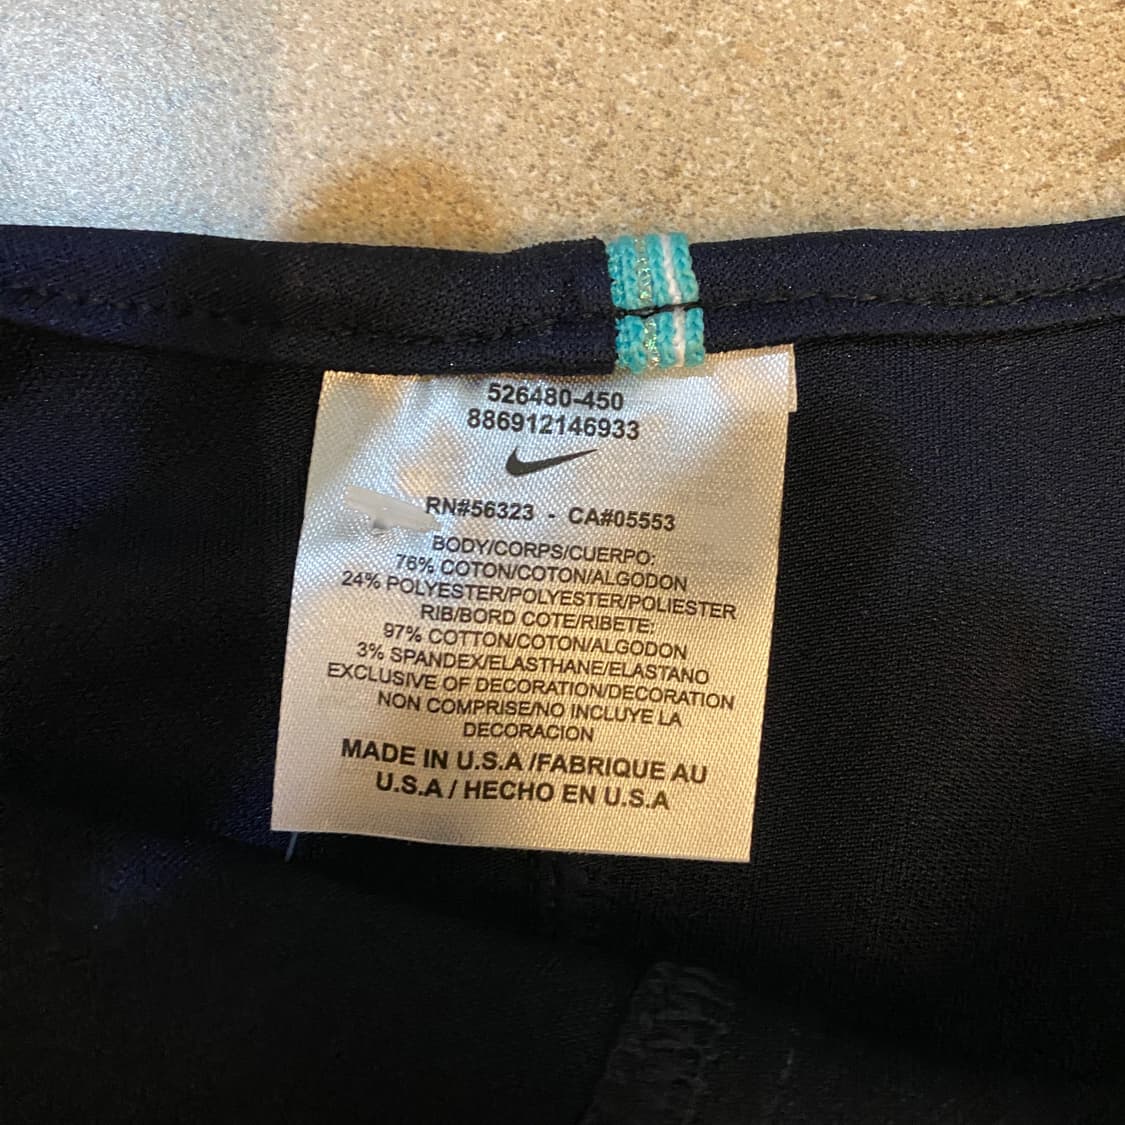 526480-450
886912146933
RN#56323 - CA#05553
BODY/CORPS/CUERPO:
76% COTON/COTON/ALGODON
24% POLYESTER/POLYESTER/POLIESTER
RIB/BORD COTE/RIBETE:
97% COTTON/COTON/ALGODON
3% SPANDEX/ELASTHANE/ELASTANO
EXCLUSIVE OF DECORATION/DECORATION
NON COMPRISE/NO INCLUYE LA
DECORACION
MADE IN U.S.A /FABRIQUE AU
U.S.A / HECHO EN U.S.A